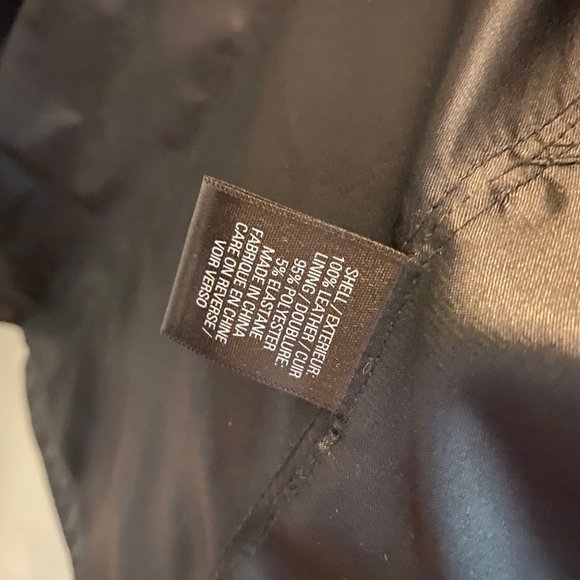 SHELL / EXTERIEUR:
100% LEATHER / CUIR
LINING / DOUBLURE:
95% POLYESTER
5% ELASTANE
MADE IN CHINA
FABRIQUE EN CHINE
CARE ON REVERSE/
VOIR VERSO